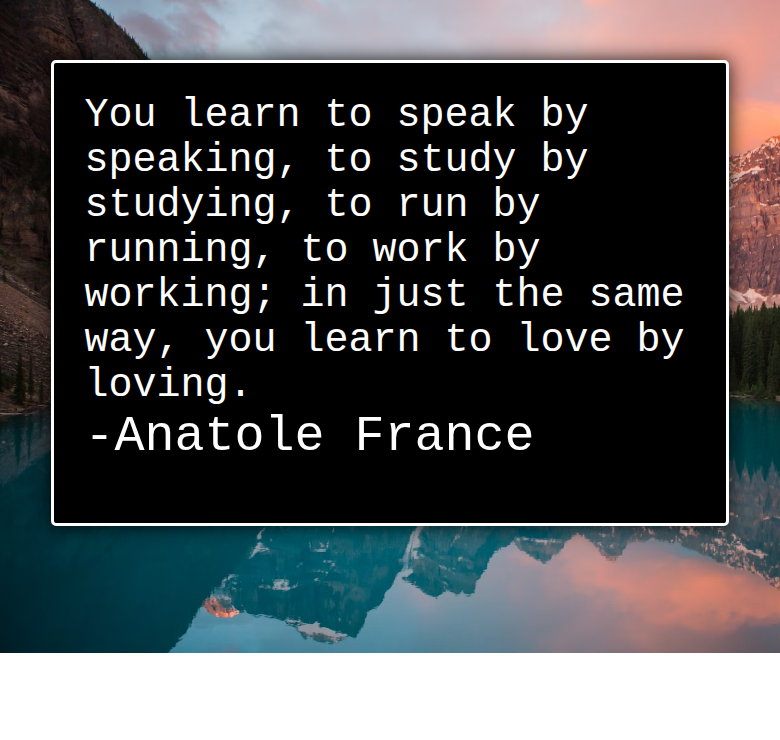 You learn to speak by
speaking, to study by
studying, to run by
running, to work by
working; in just the same
way, you learn to love by
loving.
-Anatole France